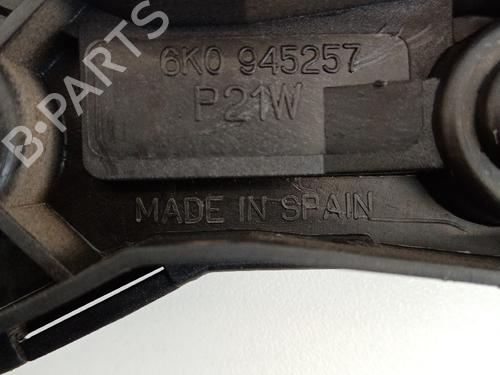 6K0 945257
P21W
MADE IN SPAIN
B-PARTS